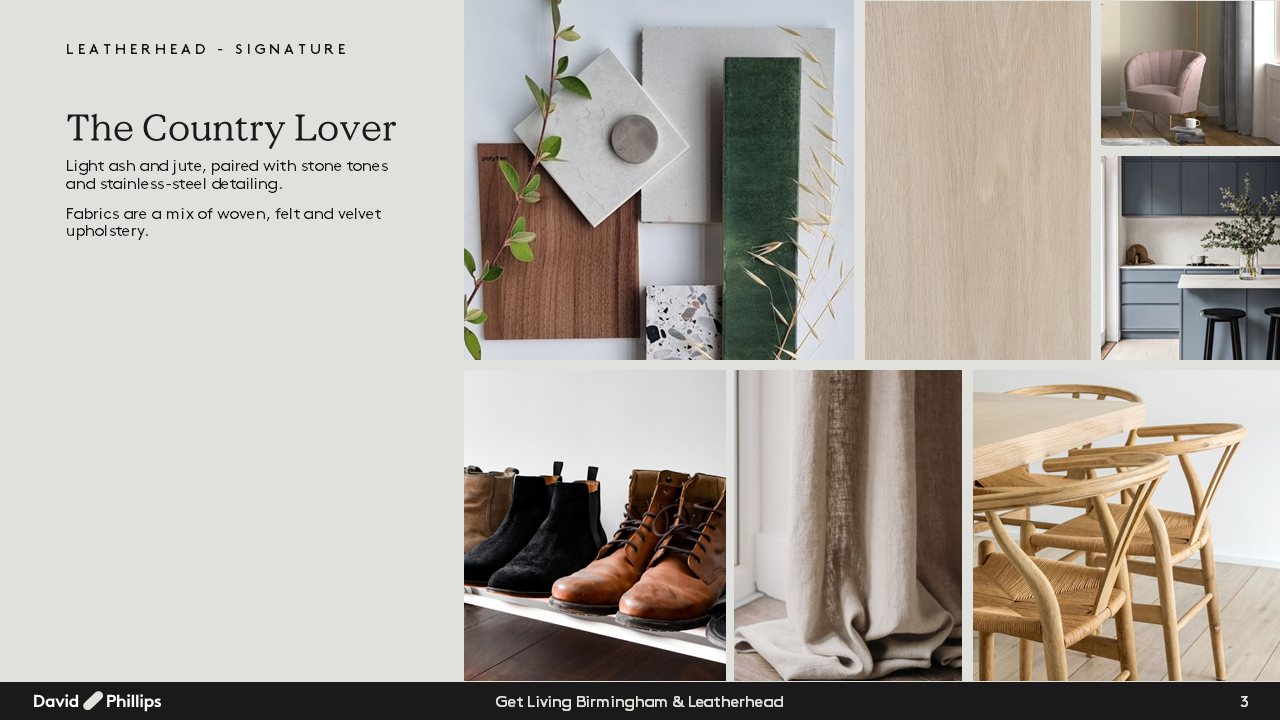 LEATHERHEAD - SIGNATURE
The Country Lover
Light ash and jute, paired with stone tones
and stainless-steel detailing.
Fabrics are a mix of woven, felt and velvet
upholstery.
polytec
David Phillips
Get Living Birmingham & Leatherhead
3